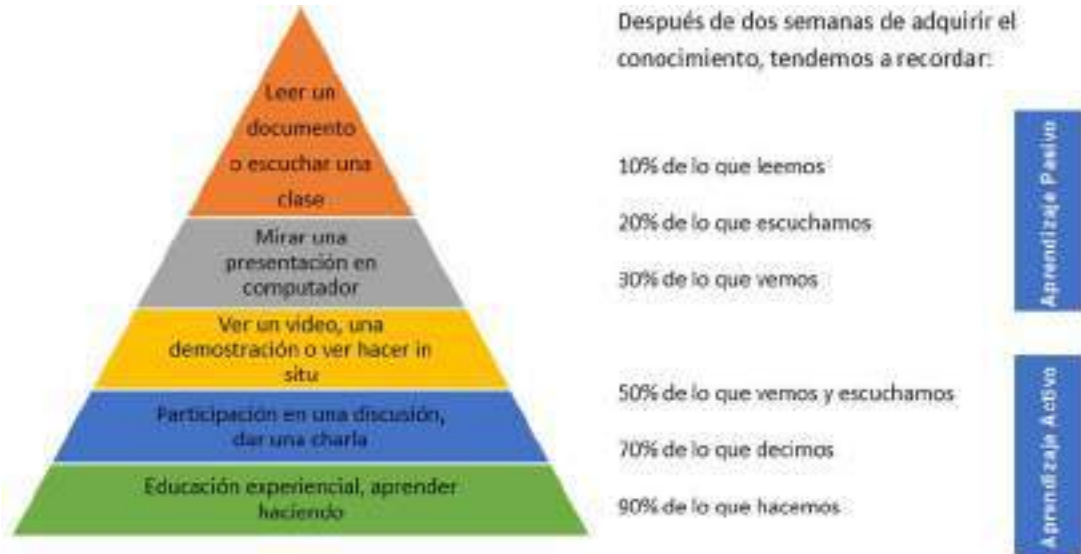 Leer un
documento
o escuchar una
clase
Mirar una
presentación en
computador
Ver un video, una
demostración o ver hacer in
situ
Participación en una discusión,
dar una charla
Educación experiencial, aprender
haciendo
Después de dos semanas de adquirir el
conocimiento, tendemos a recordar:
10% de lo que leemos
20% de lo que escuchamos
30% de lo que vemos
50% de lo que vemos y escuchamos
70% de lo que decimos
90% de lo que hacemos
Aprendizaje Pasivo
Aprendizaje Activo